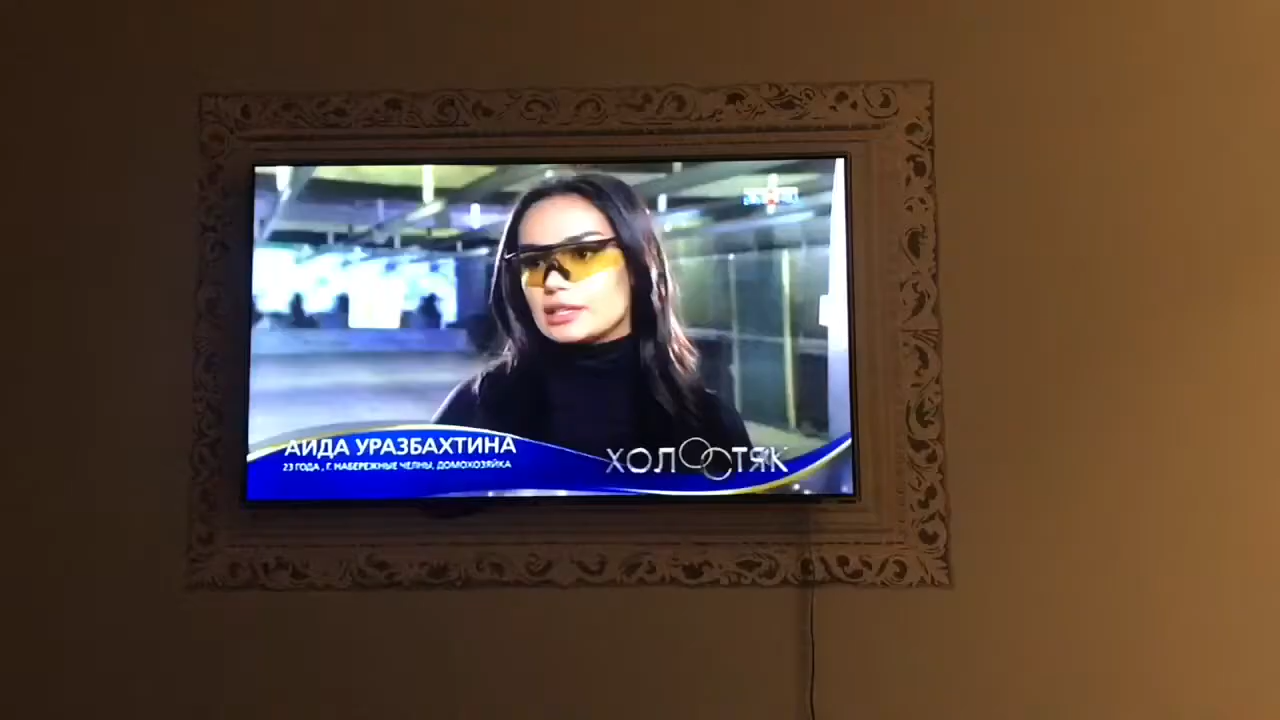 АИДА УРАЗБАХТИНА
23 ГОДА , Г. НАБЕРЕЖНЫЕ ЧЕЛНЫ, ДОМОХОЗЯЙКА
ХОЛОСТЯК